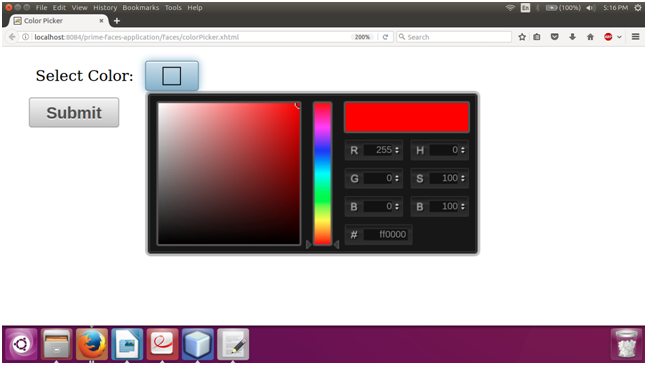 File Edit View History Bookmarks Tools Help
En (100%) 5:16 PM
Color Picker ×
localhost:8084/prime-faces-application/faces/colorPicker.xhtml 200% Search
ABP
Select Color:
Submit
R 255 H 0
G 0 S 100
B 0 B 100
# ff0000